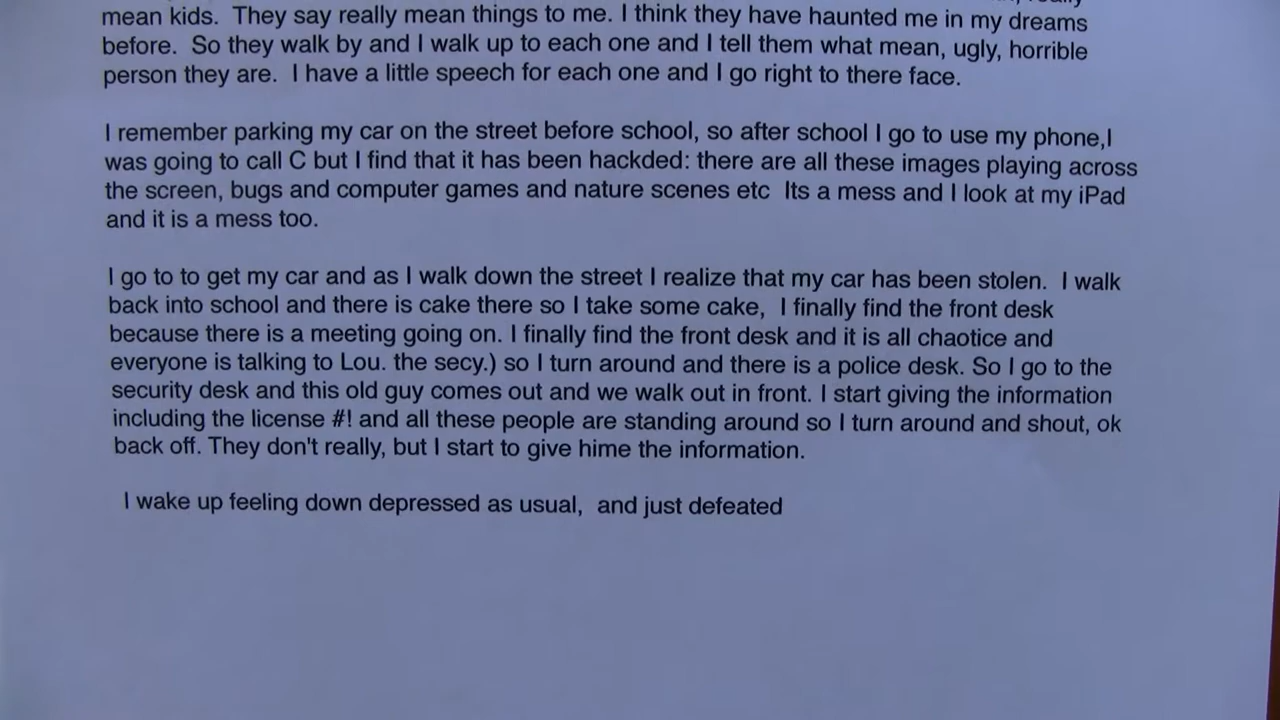 mean kids.  They say really mean things to me. I think they have haunted me in my dreams
before.  So they walk by and I walk up to each one and I tell them what mean, ugly, horrible
person they are.  I have a little speech for each one and I go right to there face.
I remember parking my car on the street before school, so after school I go to use my phone,I
was going to call C but I find that it has been hackded: there are all these images playing across
the screen, bugs and computer games and nature scenes etc  Its a mess and I look at my iPad
and it is a mess too.
I go to to get my car and as I walk down the street I realize that my car has been stolen.  I walk
back into school and there is cake there so I take some cake,  I finally find the front desk
because there is a meeting going on. I finally find the front desk and it is all chaotice and
everyone is talking to Lou. the secy.) so I turn around and there is a police desk. So I go to the
security desk and this old guy comes out and we walk out in front. I start giving the information
including the license #! and all these people are standing around so I turn around and shout, ok
back off. They don't really, but I start to give hime the information.
I wake up feeling down depressed as usual,  and just defeated